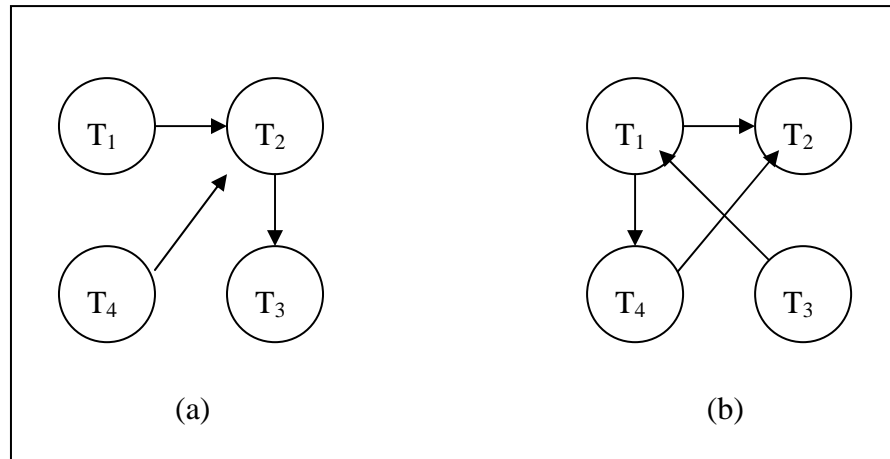 T₁ T₂ T₁ T₂
T₄ T₃ T₄ T₃
(a) (b)